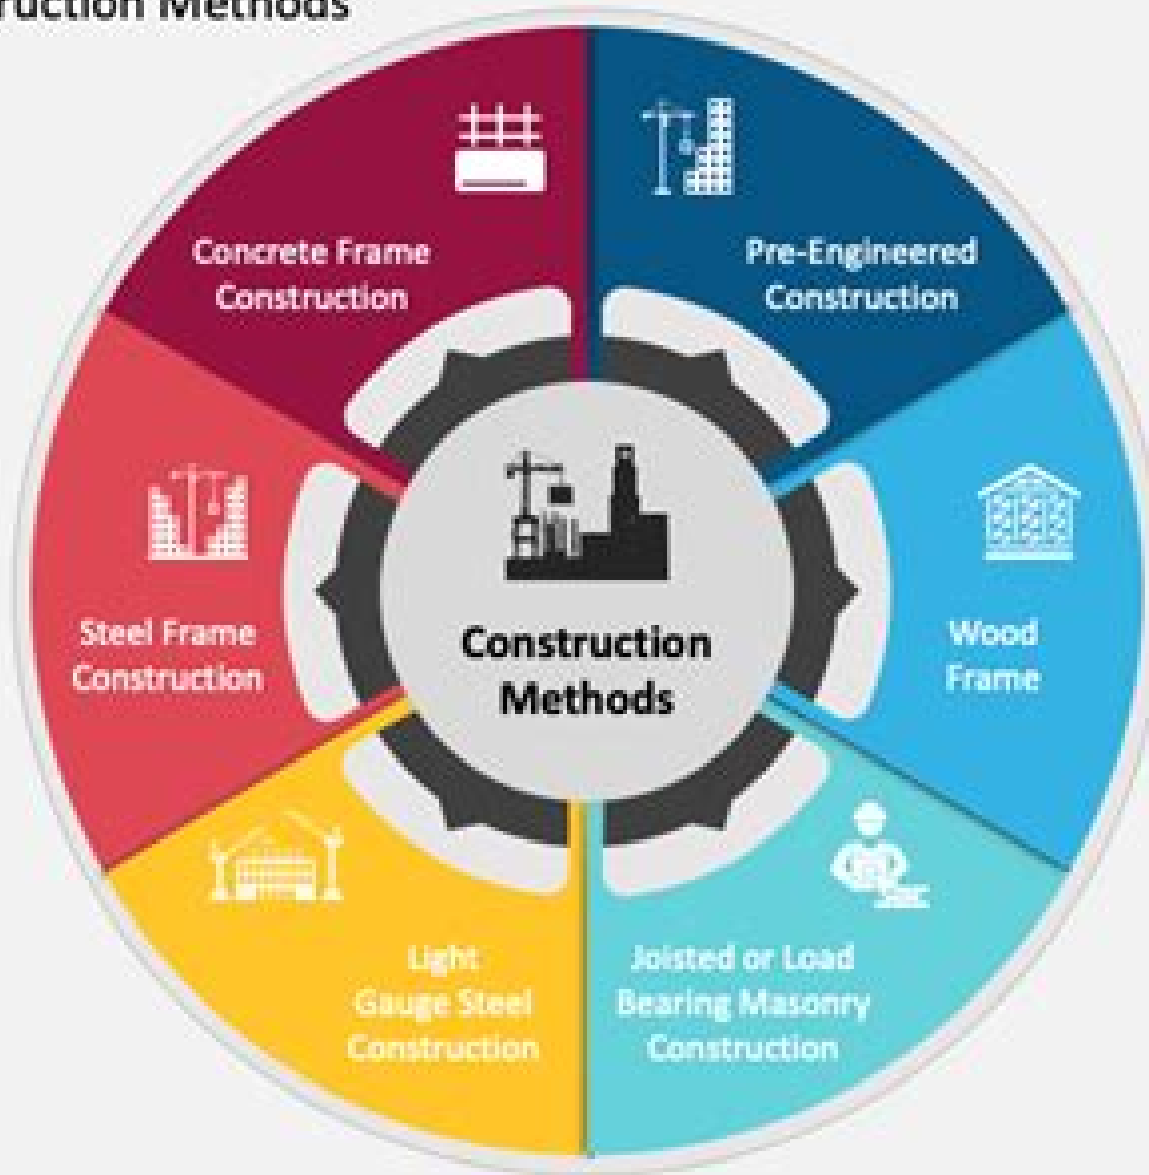 ruction Methods
Concrete Frame
Construction
Pre-Engineered
Construction
Steel Frame
Construction
Construction
Methods
Wood
Frame
Light
Gauge Steel
Construction
Joisted or Load
Bearing Masonry
Construction